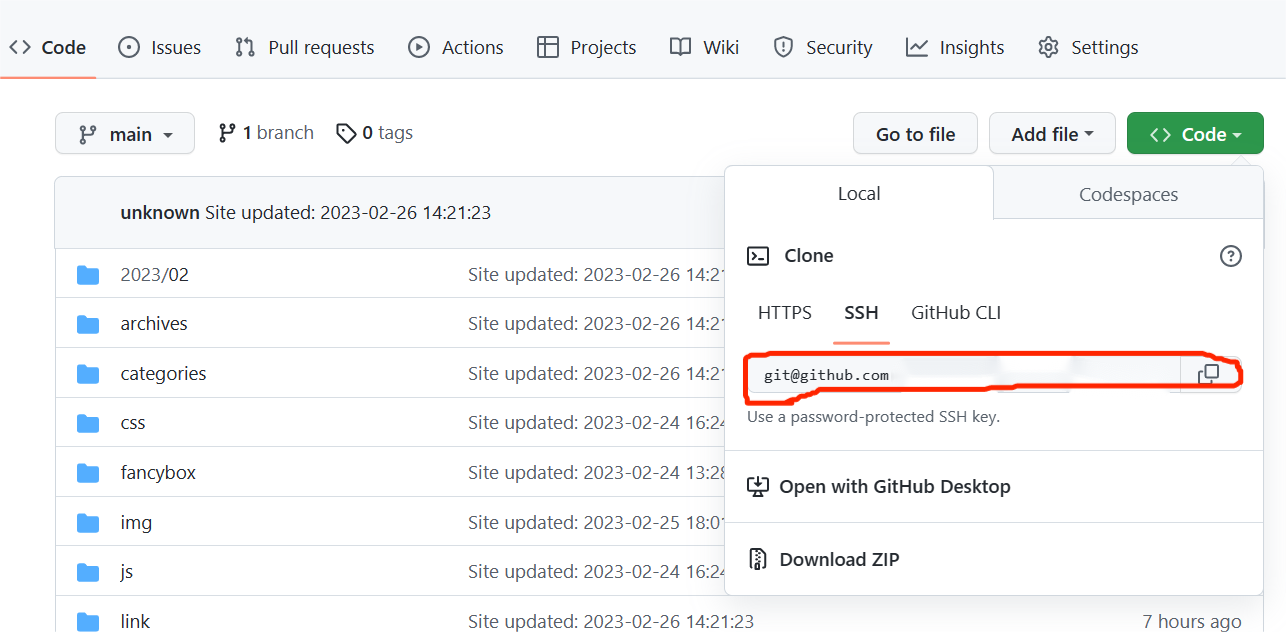 Code Issues Pull requests Actions Projects Wiki Security Insights Settings
main 1 branch 0 tags Go to file Add file Code
Local Codespaces
unknown Site updated: 2023-02-26 14:21:23
Clone
2023/02 Site updated: 2023-02-26 14:21
HTTPS SSH GitHub CLI
archives Site updated: 2023-02-26 14:21
git@github.com
categories Site updated: 2023-02-26 14:21
Use a password-protected SSH key.
css Site updated: 2023-02-24 16:24
fancybox Site updated: 2023-02-24 13:28
Open with GitHub Desktop
img Site updated: 2023-02-25 18:01
Download ZIP
js Site updated: 2023-02-24 16:24
link Site updated: 2023-02-26 14:21:23 7 hours ago